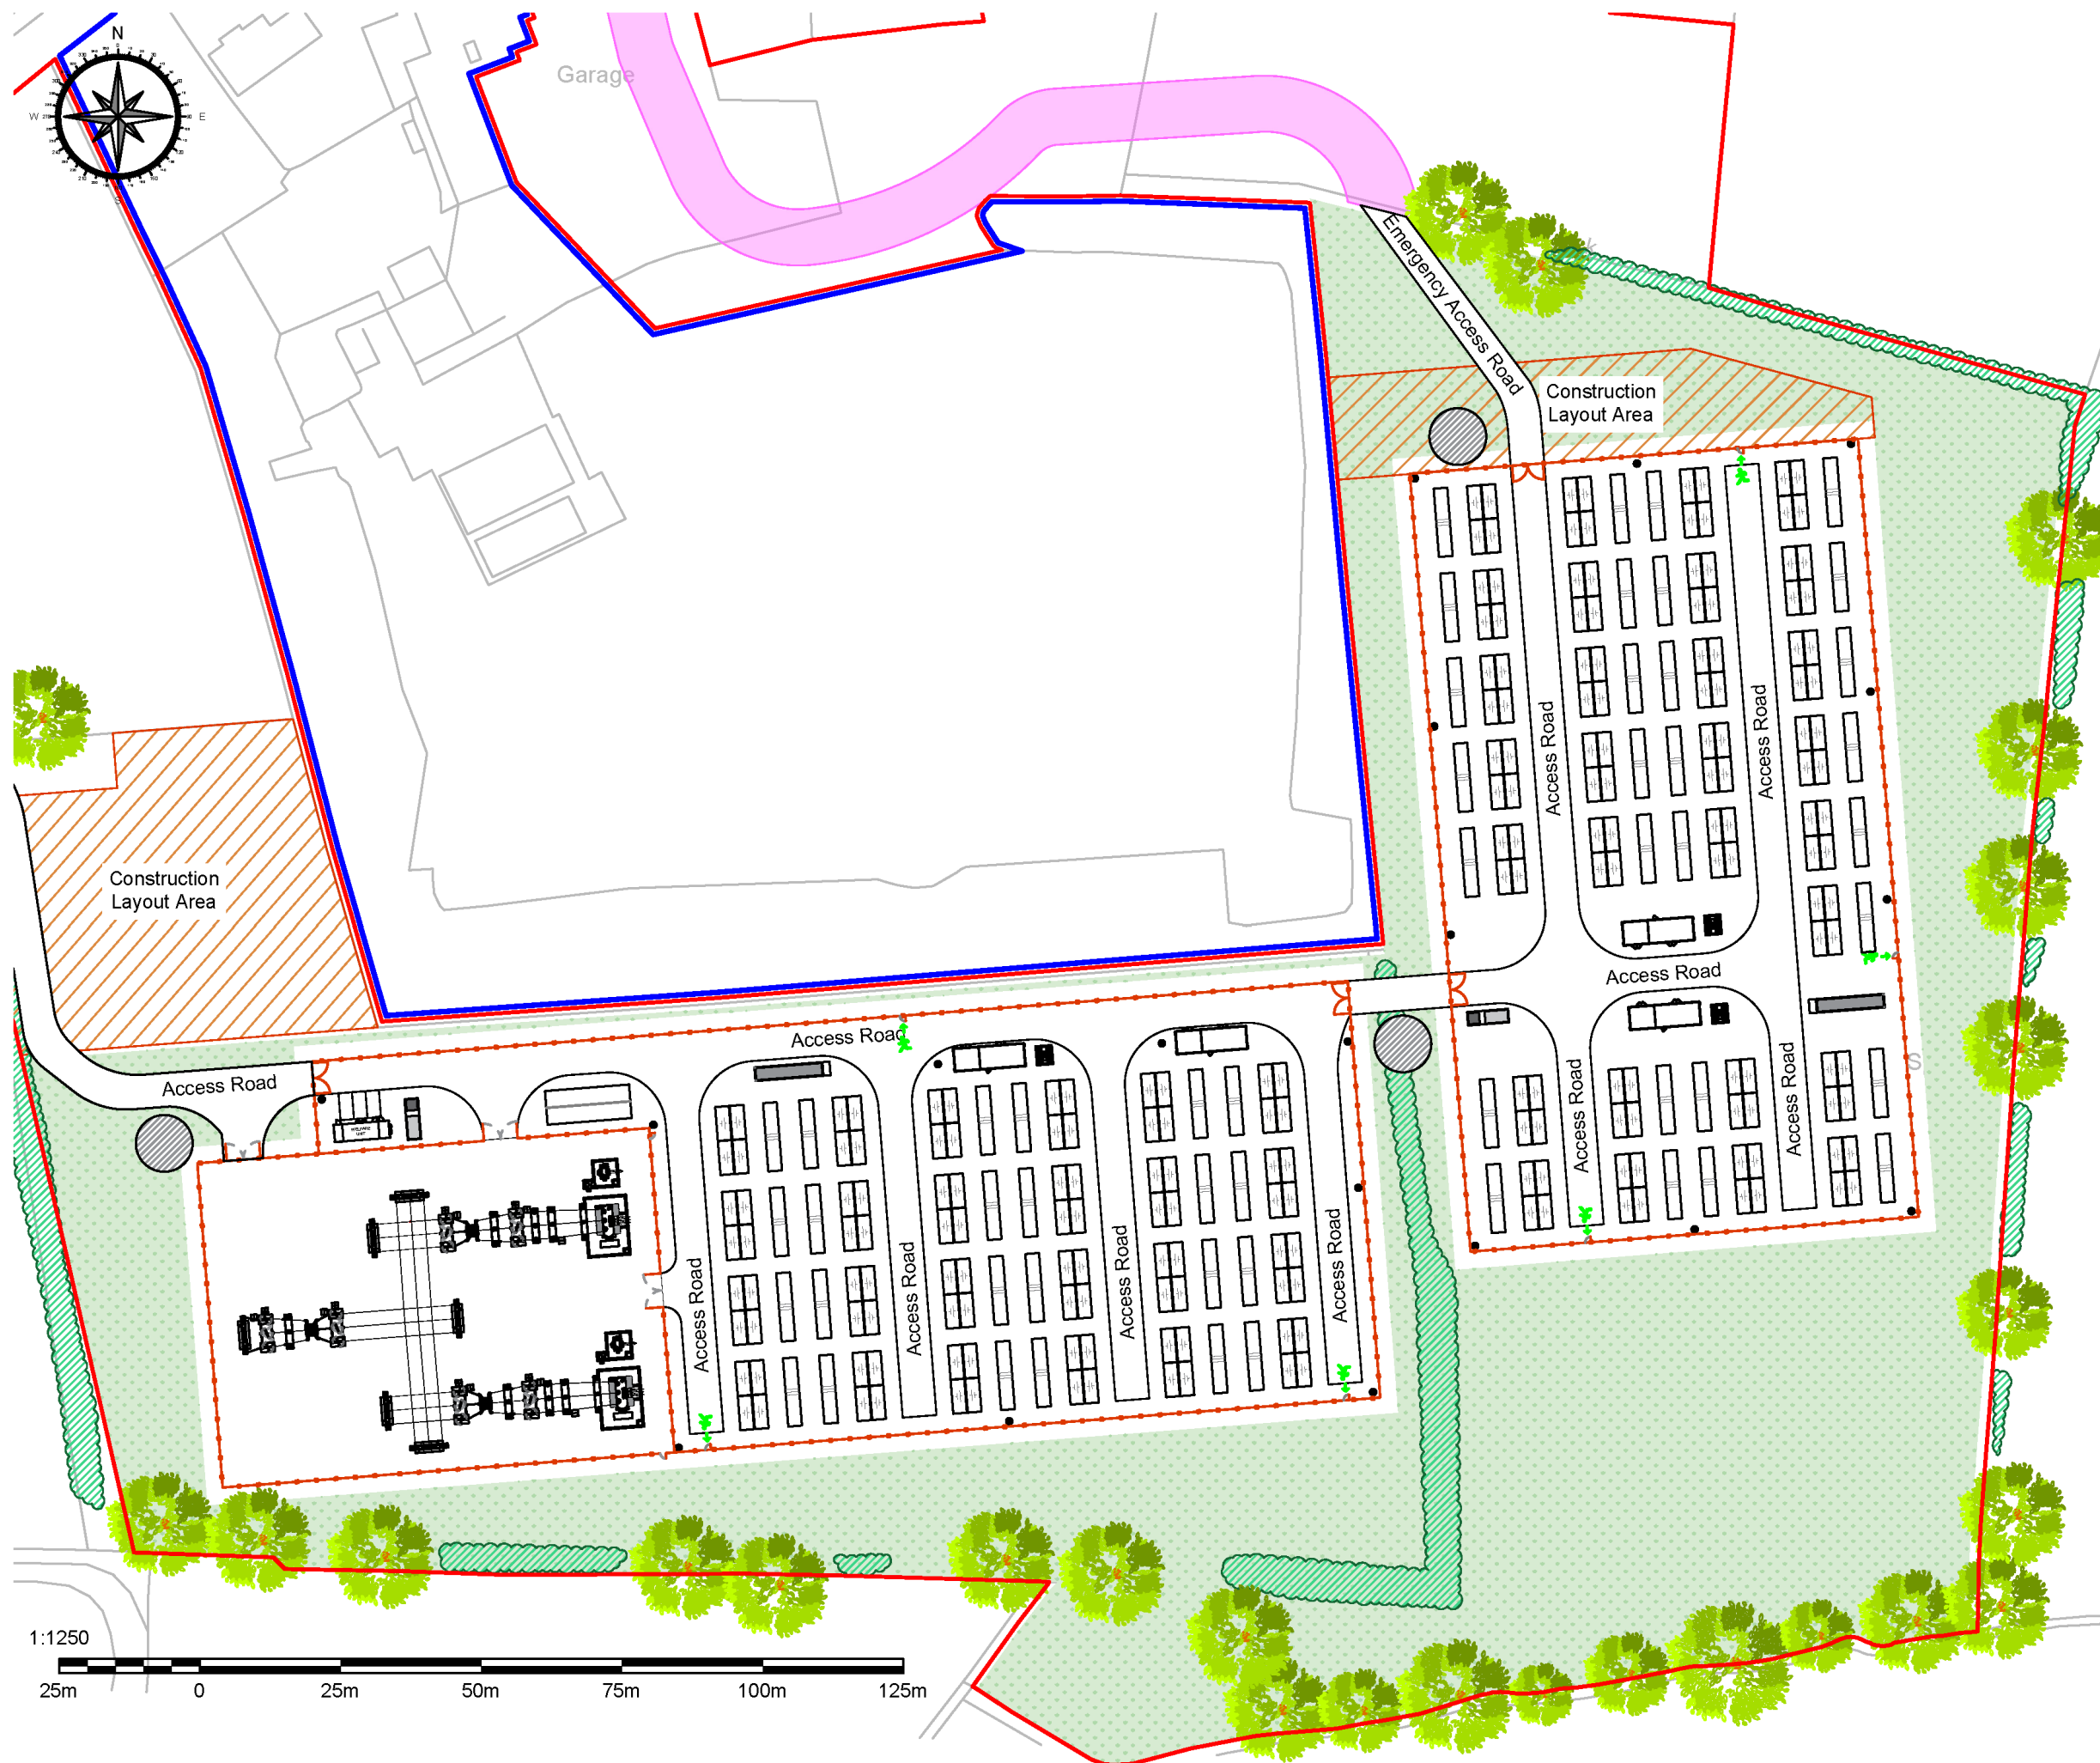 N
W
E
S
Garage
k
Emergency Access Road
Construction
Layout Area
Access Road
Access Road
Construction
Layout Area
Access Road
Access Road
Access Road
S
Access Road
Access Road
Access Road
Access Road
Access Road
Access Road
Access Road
1:1250
25m
0
25m
50m
75m
100m
125m